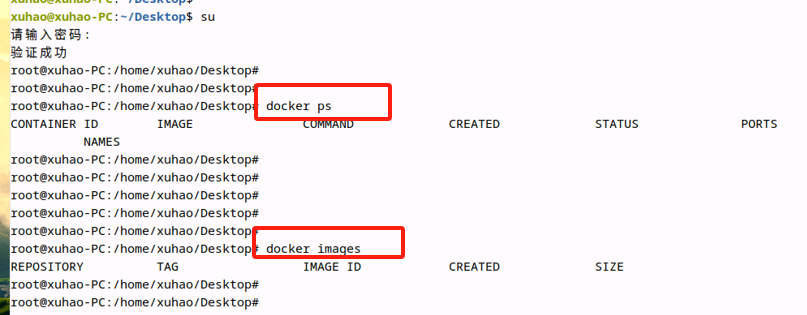 xuhao@xuhao-PC:~/Desktop$
xuhao@xuhao-PC:~/Desktop$ su
请输入密码:
验证成功
root@xuhao-PC:/home/xuhao/Desktop#
root@xuhao-PC:/home/xuhao/Desktop#
root@xuhao-PC:/home/xuhao/Desktop# docker ps
CONTAINER ID IMAGE COMMAND CREATED STATUS PORTS
NAMES
root@xuhao-PC:/home/xuhao/Desktop#
root@xuhao-PC:/home/xuhao/Desktop#
root@xuhao-PC:/home/xuhao/Desktop#
root@xuhao-PC:/home/xuhao/Desktop#
root@xuhao-PC:/home/xuhao/Desktop#
root@xuhao-PC:/home/xuhao/Desktop# docker images
REPOSITORY TAG IMAGE ID CREATED SIZE
root@xuhao-PC:/home/xuhao/Desktop#
root@xuhao-PC:/home/xuhao/Desktop#